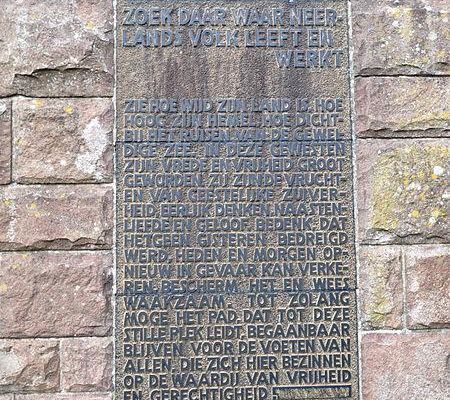 ZOEK DAAR WAAR NEER-
LANDS VOLK LEEFT EN
WERKT
ZIE HOE WIJD ZIJN LAND IS, HOE
HOOG ZIJN HEMEL, HOE DICHT-
BIJ HET RUISEN VAN DE GEWEL-
DIGE ZEE. IN DEZE GEWESTEN
ZIJN VREDE EN VRIJHEID GROOT
GEWORDEN. ZIJ ZIJN DE VRUCHT
EN VAN GEESTELIJKE ZUIVER-
HEID, EERLIJK DENKEN, NAASTEN-
LIEFDE EN GELOOF. BEDENK, DAT
HETGEEN GISTEREN BEDREIGD
WERD, HEDEN EN MORGEN OP-
NIEUW IN GEVAAR KAN VERKE-
REN. BESCHERM HET EN WEES
WAAKZAAM. TOT ZOLANG
MOGE HET PAD, DAT TOT DEZE
STILLE PLEK LEIDT, BEGAANBAAR
BLIJVEN VOOR DE VOETEN VAN
ALLEN, DIE ZICH HIER BEZINNEN
OP DE WAARDIJ VAN VRIJHEID
EN GERECHTIGHEID.